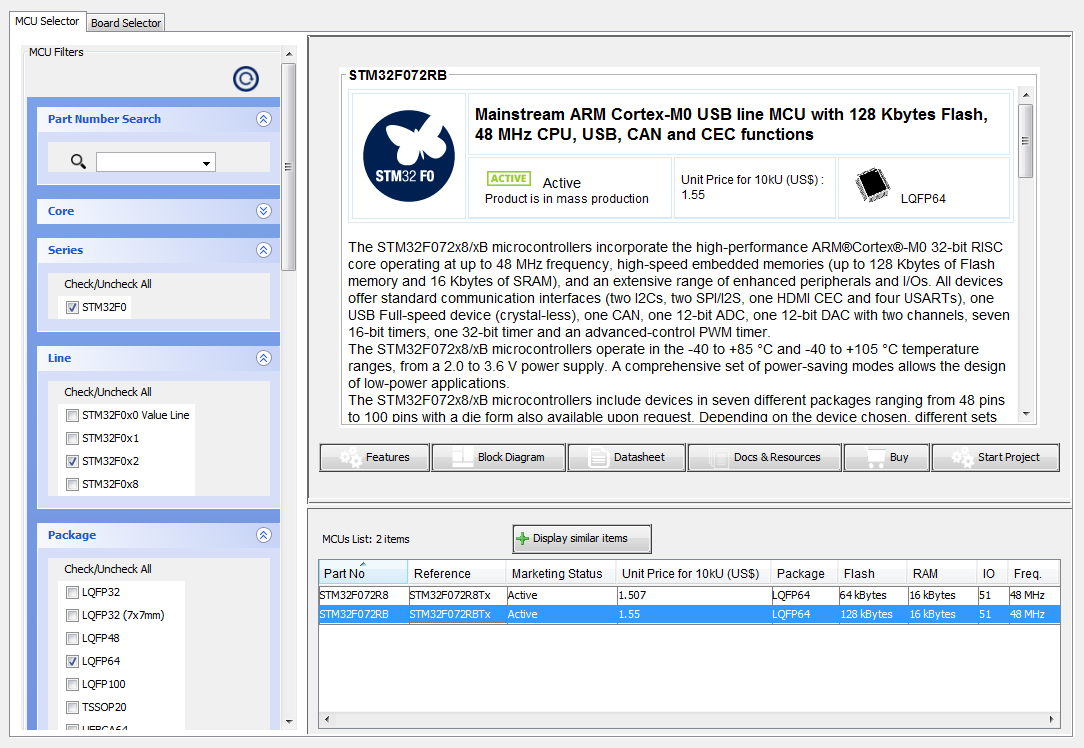 MCU Selector
Board Selector
MCU Filters
Part Number Search
Core
Series
Check/Uncheck All
STM32F0
Line
Check/Uncheck All
STM32F0x0 Value Line
STM32F0x1
STM32F0x2
STM32F0x8
Package
Check/Uncheck All
LQFP32
LQFP32 (7x7mm)
LQFP48
LQFP64
LQFP100
TSSOP20
UFBGA64
STM32F072RB
STM32 F0
Mainstream ARM Cortex-M0 USB line MCU with 128 Kbytes Flash,
48 MHz CPU, USB, CAN and CEC functions
ACTIVE Active
Product is in mass production
Unit Price for 10kU (US$) :
1.55
LQFP64
The STM32F072x8/xB microcontrollers incorporate the high-performance ARM®Cortex®-M0 32-bit RISC
core operating at up to 48 MHz frequency, high-speed embedded memories (up to 128 Kbytes of Flash
memory and 16 Kbytes of SRAM), and an extensive range of enhanced peripherals and I/Os. All devices
offer standard communication interfaces (two I2Cs, two SPI/I2S, one HDMI CEC and four USARTs), one
USB Full-speed device (crystal-less), one CAN, one 12-bit ADC, one 12-bit DAC with two channels, seven
16-bit timers, one 32-bit timer and an advanced-control PWM timer.
The STM32F072x8/xB microcontrollers operate in the -40 to +85 °C and -40 to +105 °C temperature
ranges, from a 2.0 to 3.6 V power supply. A comprehensive set of power-saving modes allows the design
of low-power applications.
The STM32F072x8/xB microcontrollers include devices in seven different packages ranging from 48 pins
to 100 pins with a die form also available upon request. Depending on the device chosen, different sets
Features
Block Diagram
Datasheet
Docs & Resources
Buy
Start Project
MCUs List: 2 items
Display similar items
Part No Reference Marketing Status Unit Price for 10kU (US$) Package Flash RAM IO Freq.
STM32F072R8 STM32F072R8Tx Active 1.507 LQFP64 64 kBytes 16 kBytes 51 48 MHz
STM32F072RB STM32F072RBTx Active 1.55 LQFP64 128 kBytes 16 kBytes 51 48 MHz